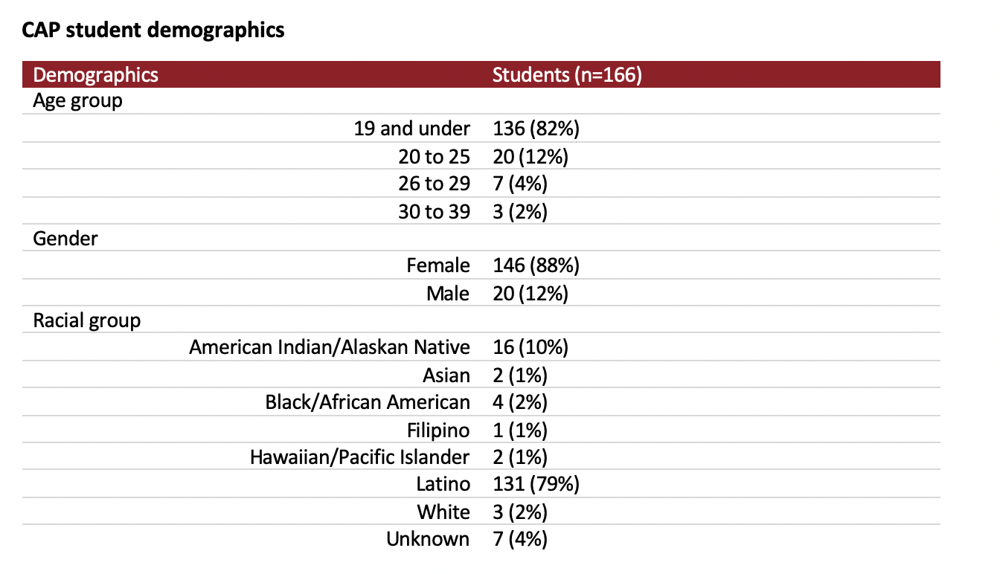 CAP student demographics
Demographics Students (n=166)
Age group
19 and under 136 (82%)
20 to 25 20 (12%)
26 to 29 7 (4%)
30 to 39 3 (2%)
Gender
Female 146 (88%)
Male 20 (12%)
Racial group
American Indian/Alaskan Native 16 (10%)
Asian 2 (1%)
Black/African American 4 (2%)
Filipino 1 (1%)
Hawaiian/Pacific Islander 2 (1%)
Latino 131 (79%)
White 3 (2%)
Unknown 7 (4%)